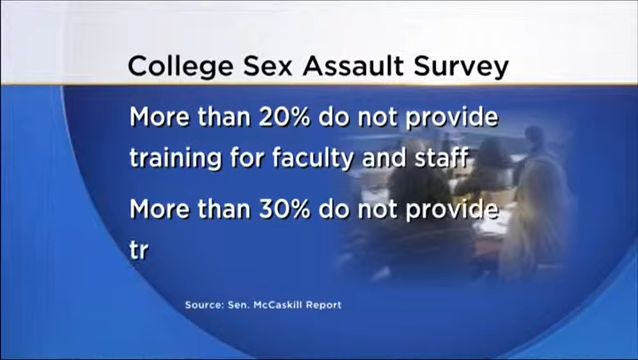 College Sex Assault Survey
More than 20% do not provide
training for faculty and staff
More than 30% do not provide
tr
Source: Sen. McCaskill Report